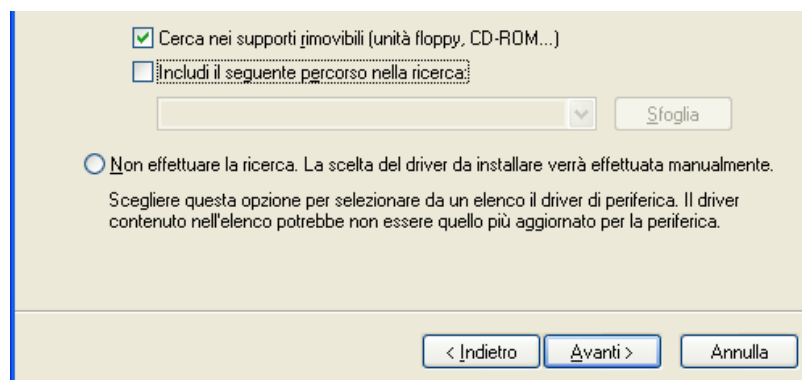 Cerca nei supporti rimovibili (unità floppy, CD-ROM...)
Includi il seguente percorso nella ricerca:
Sfoglia
Non effettuare la ricerca. La scelta del driver da installare verrà effettuata manualmente.
Scegliere questa opzione per selezionare da un elenco il driver di periferica. Il driver
contenuto nell'elenco potrebbe non essere quello più aggiornato per la periferica.
< Indietro Avanti > Annulla